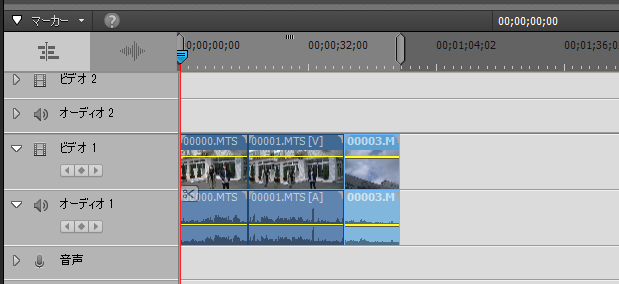 マーカー ? 00;00;00;00
0;00;00;00 00;00;32;00 00;01;04;02 00;01;36;0
ビデオ 2
オーディオ 2
ビデオ 1 00000.MTS 00001.MTS [V] 00003.M
オーディオ 1 00.MTS 00001.MTS [A] 00003.M
音声